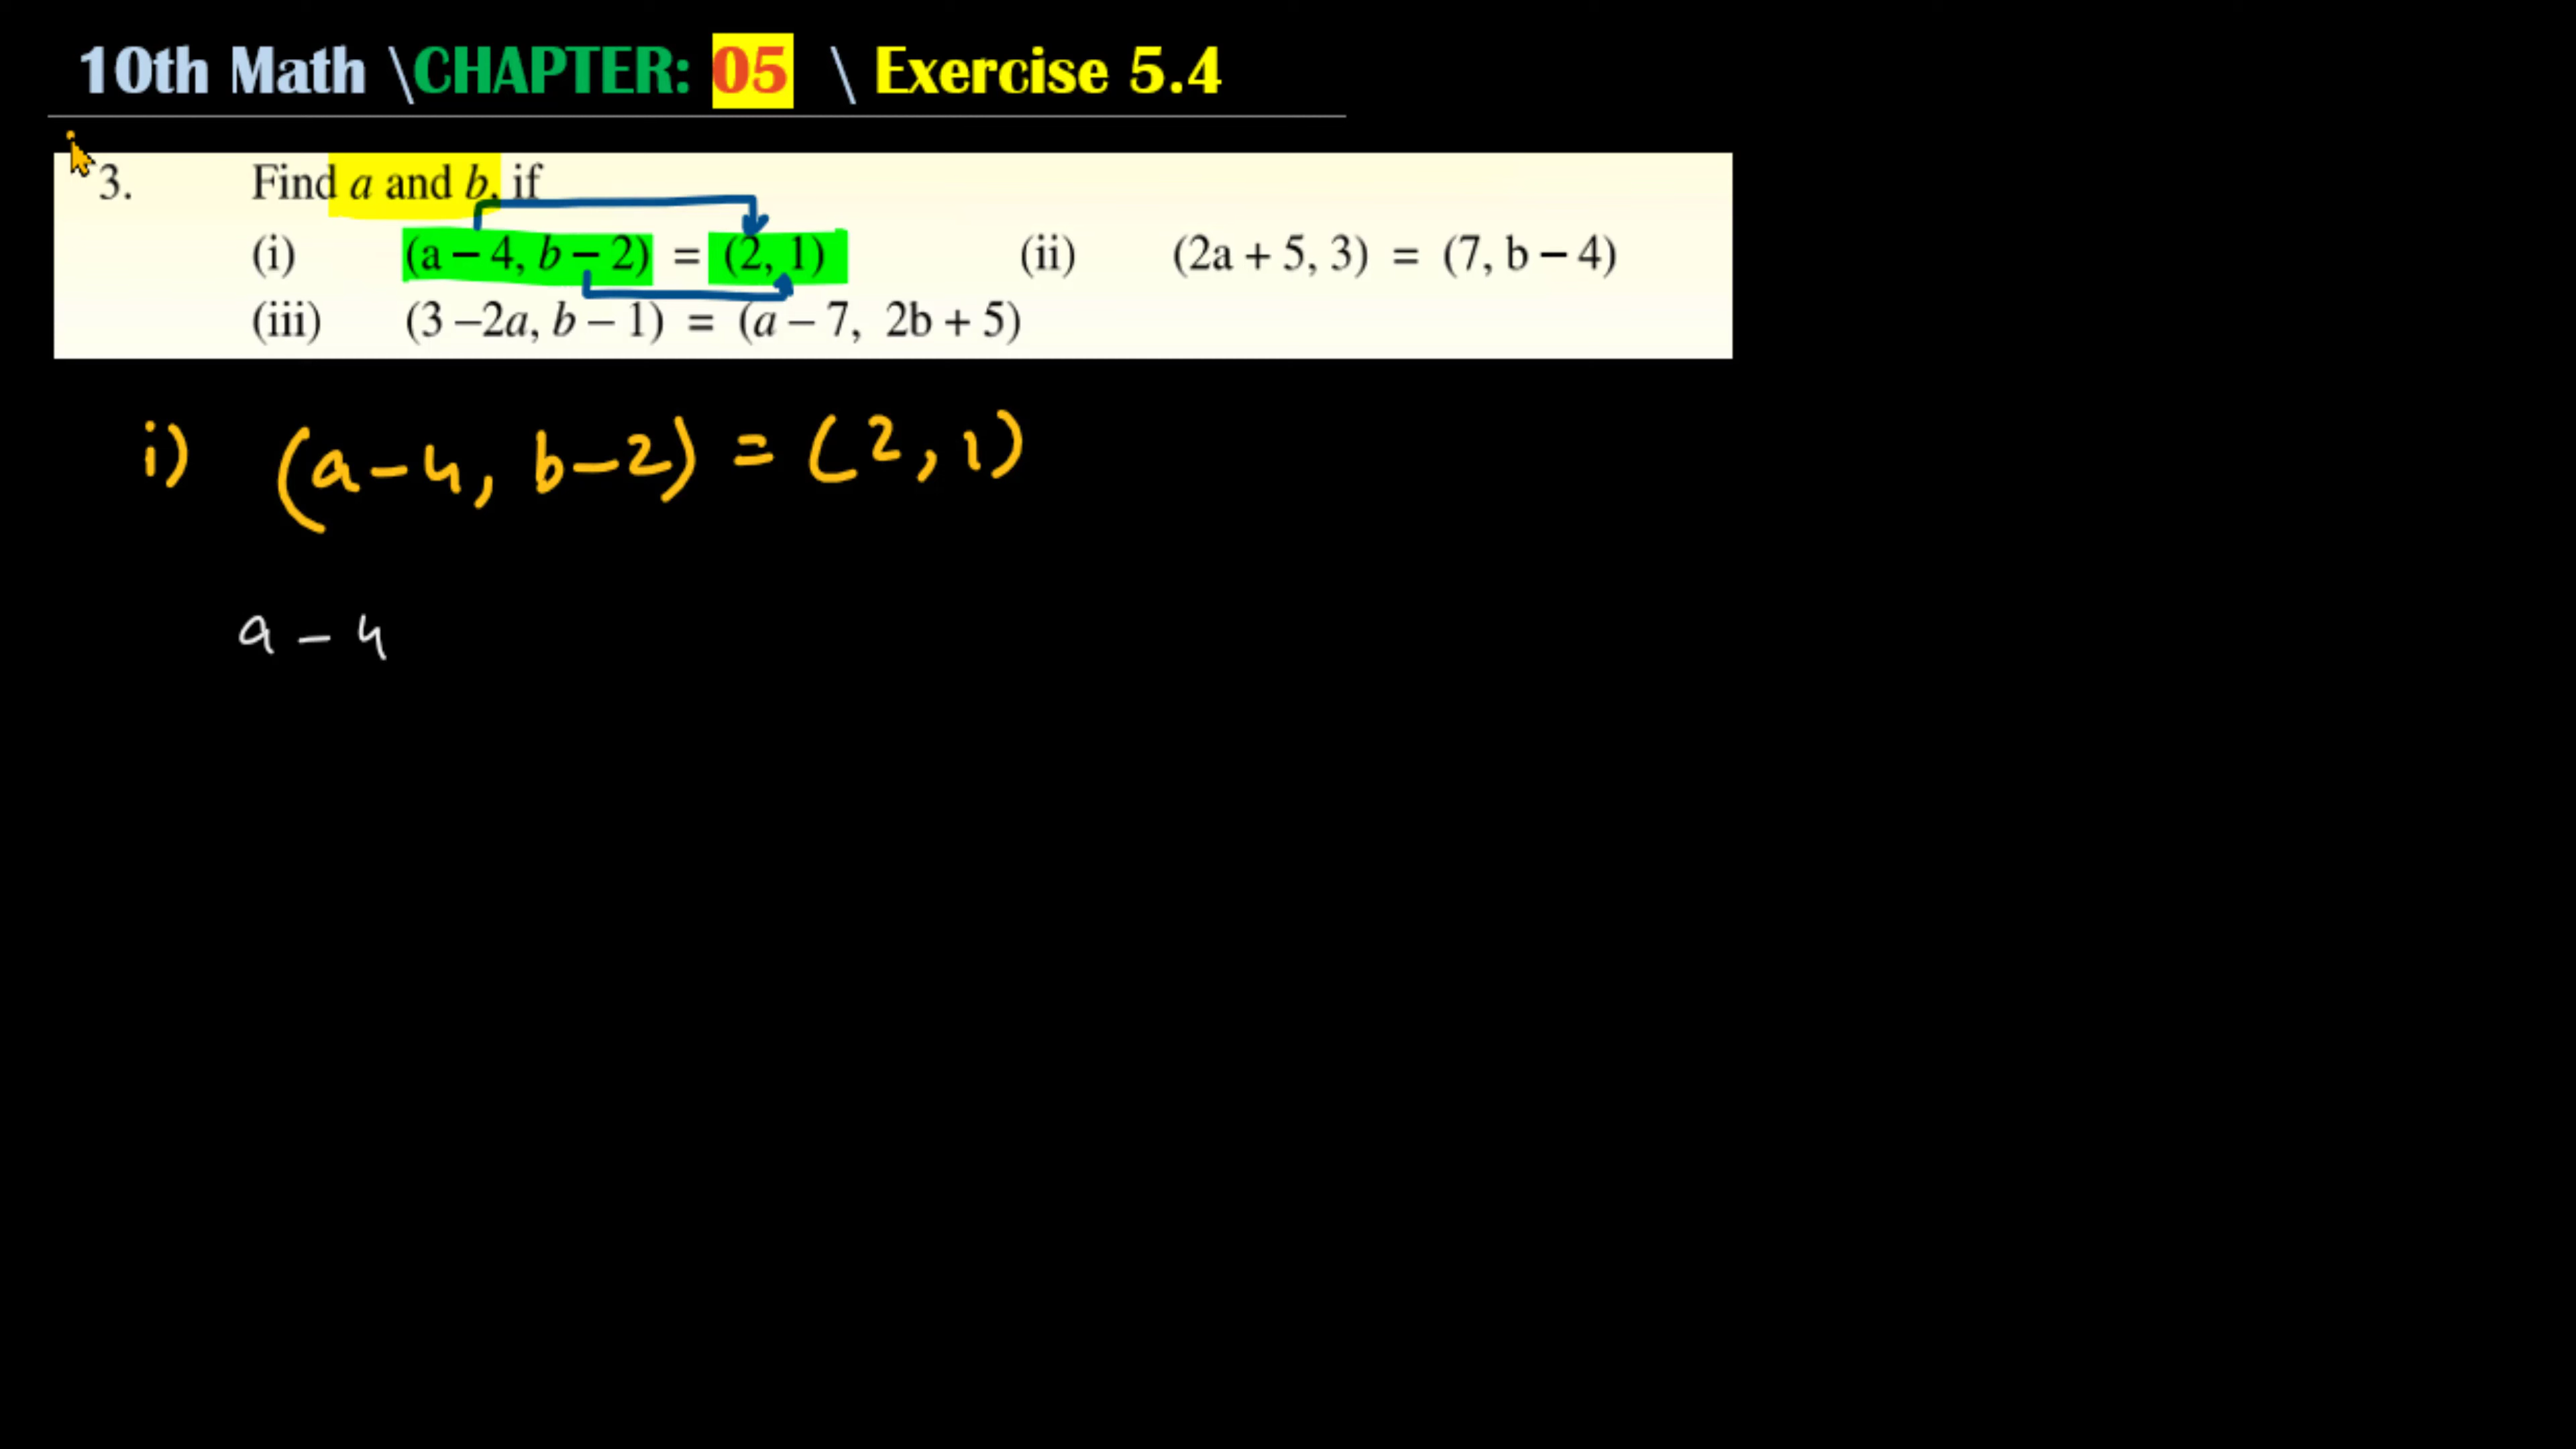 10th Math \CHAPTER: 05 \ Exercise 5.4
3. Find a and b, if
(i) (a – 4, b – 2) = (2, 1) (ii) (2a + 5, 3) = (7, b – 4)
(iii) (3 –2a, b – 1) = (a – 7, 2b + 5)
i) (a-4, b-2) = (2, 1)
a - 4